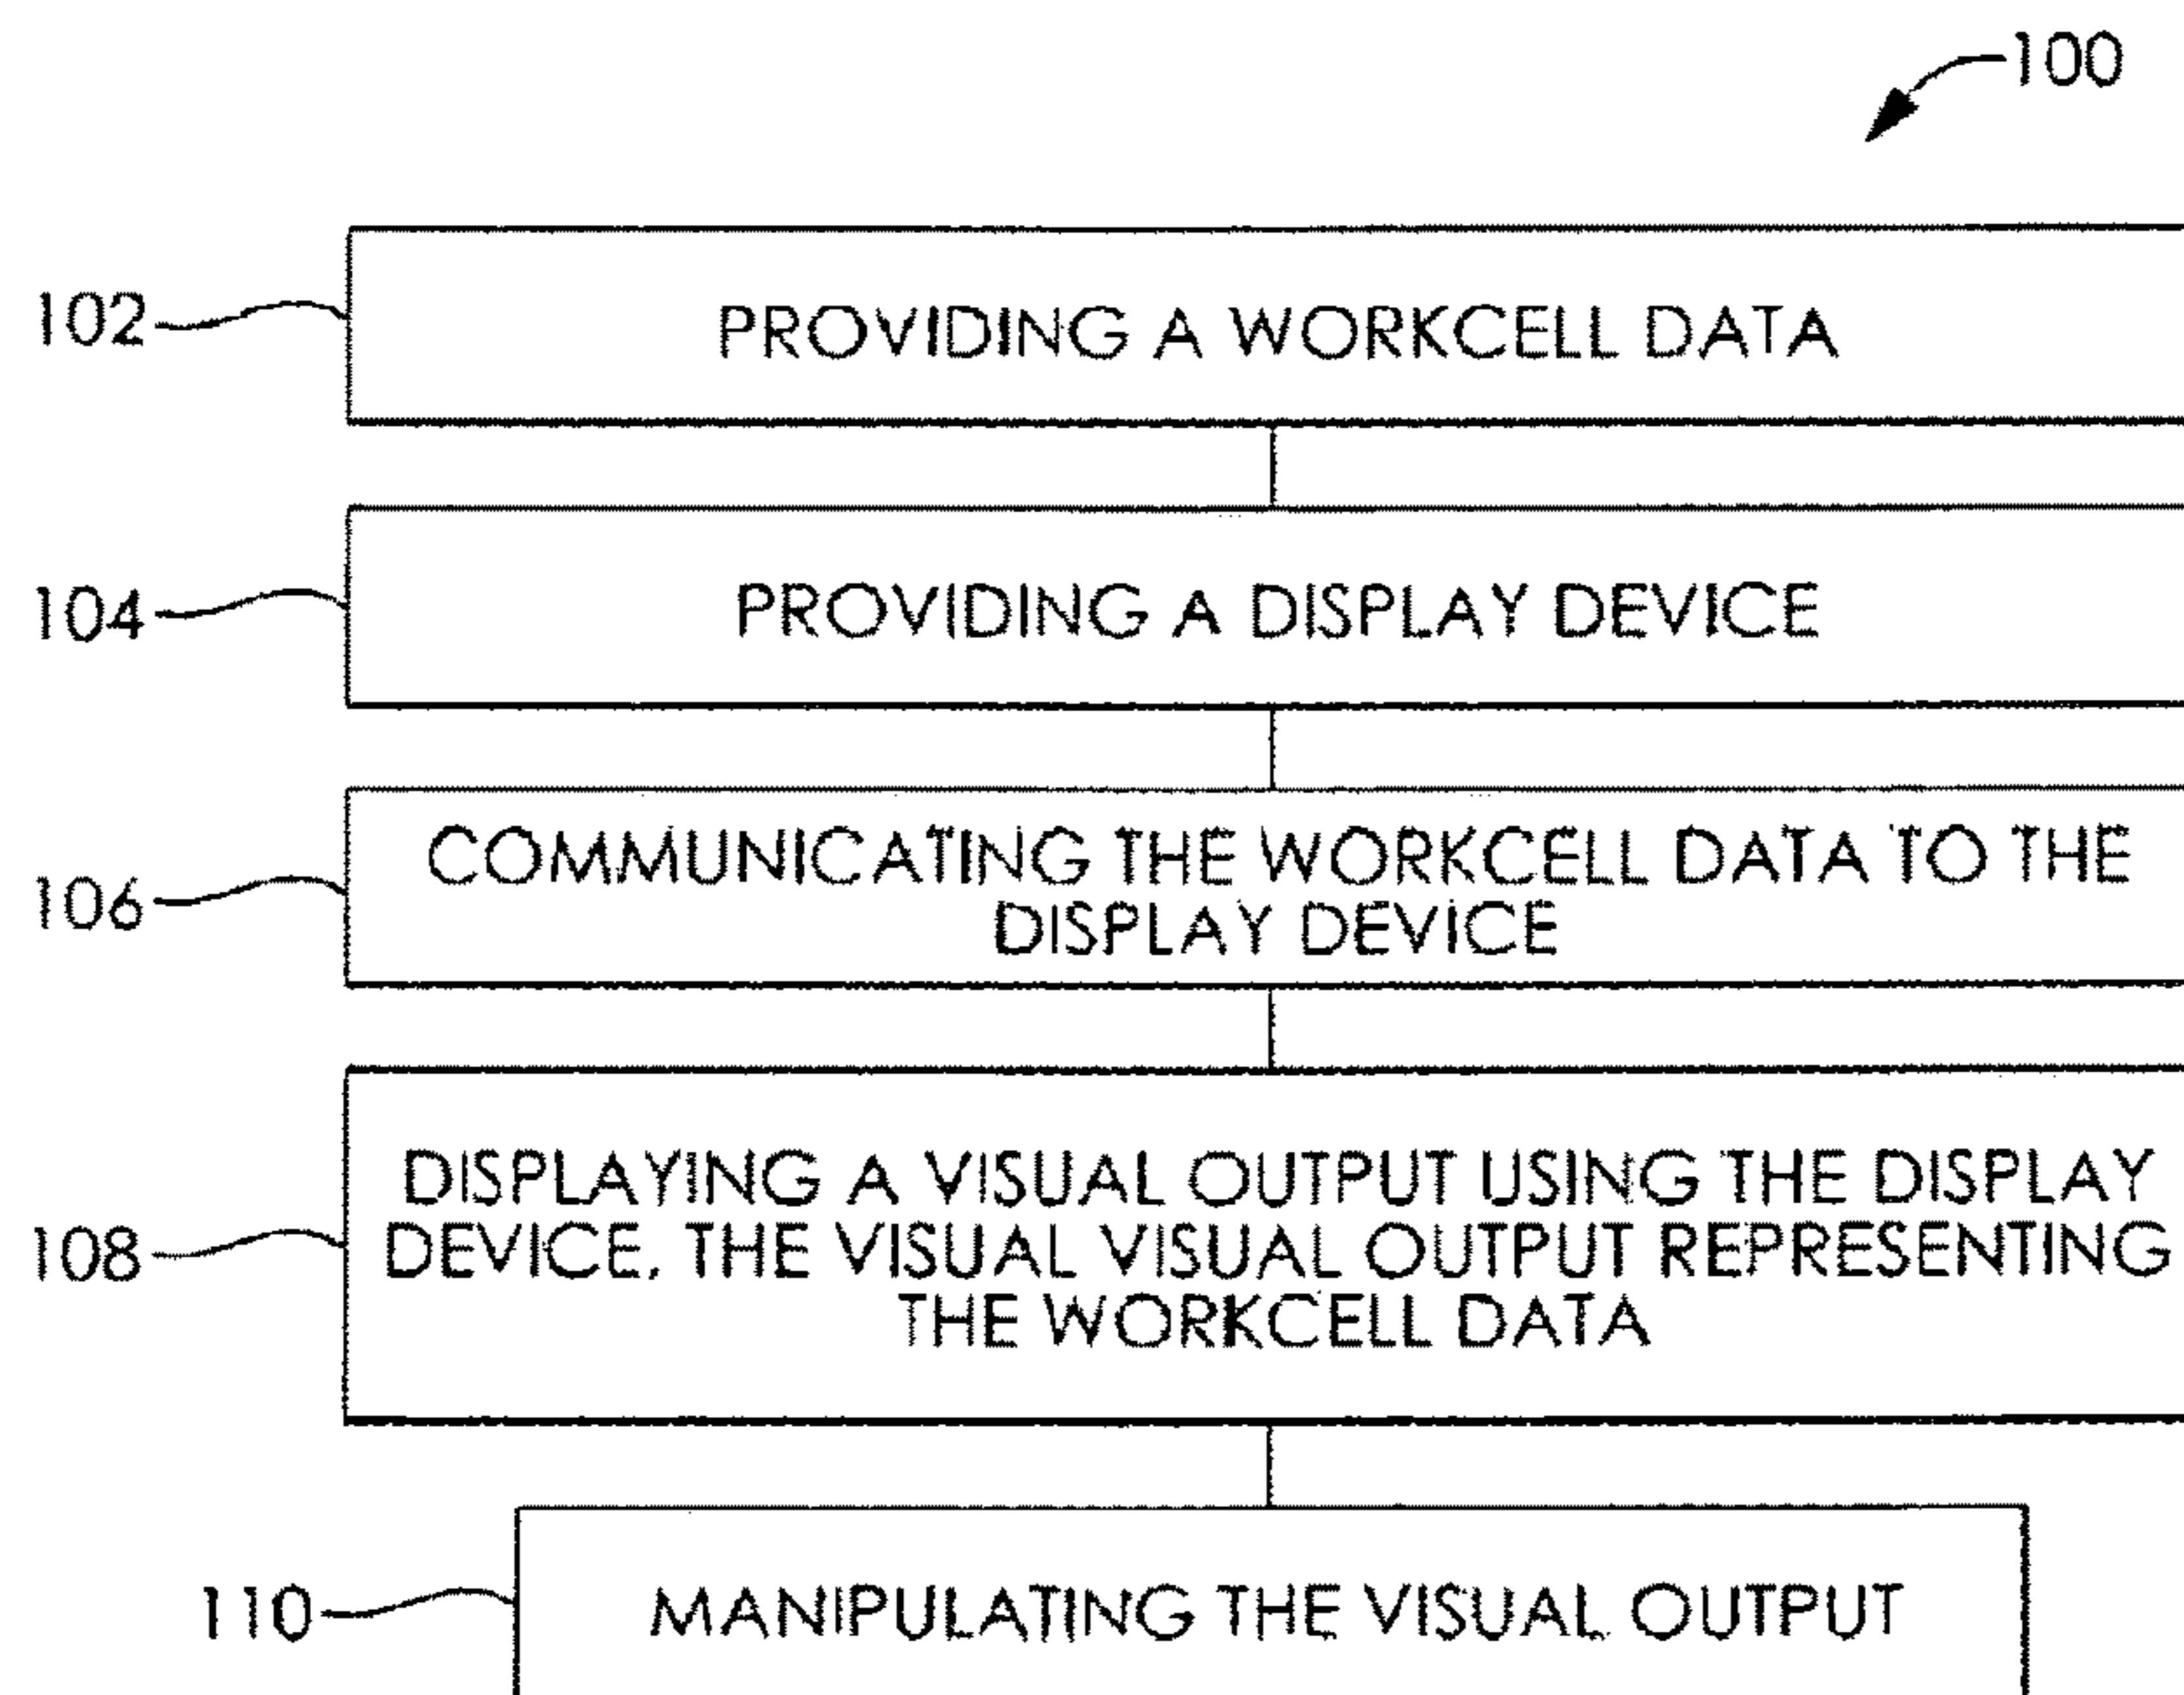 100
102
PROVIDING A WORKCELL DATA
104
PROVIDING A DISPLAY DEVICE
106
COMMUNICATING THE WORKCELL DATA TO THE
DISPLAY DEVICE
108
DISPLAYING A VISUAL OUTPUT USING THE DISPLAY
DEVICE, THE VISUAL VISUAL OUTPUT REPRESENTING
THE WORKCELL DATA
110
MANIPULATING THE VISUAL OUTPUT